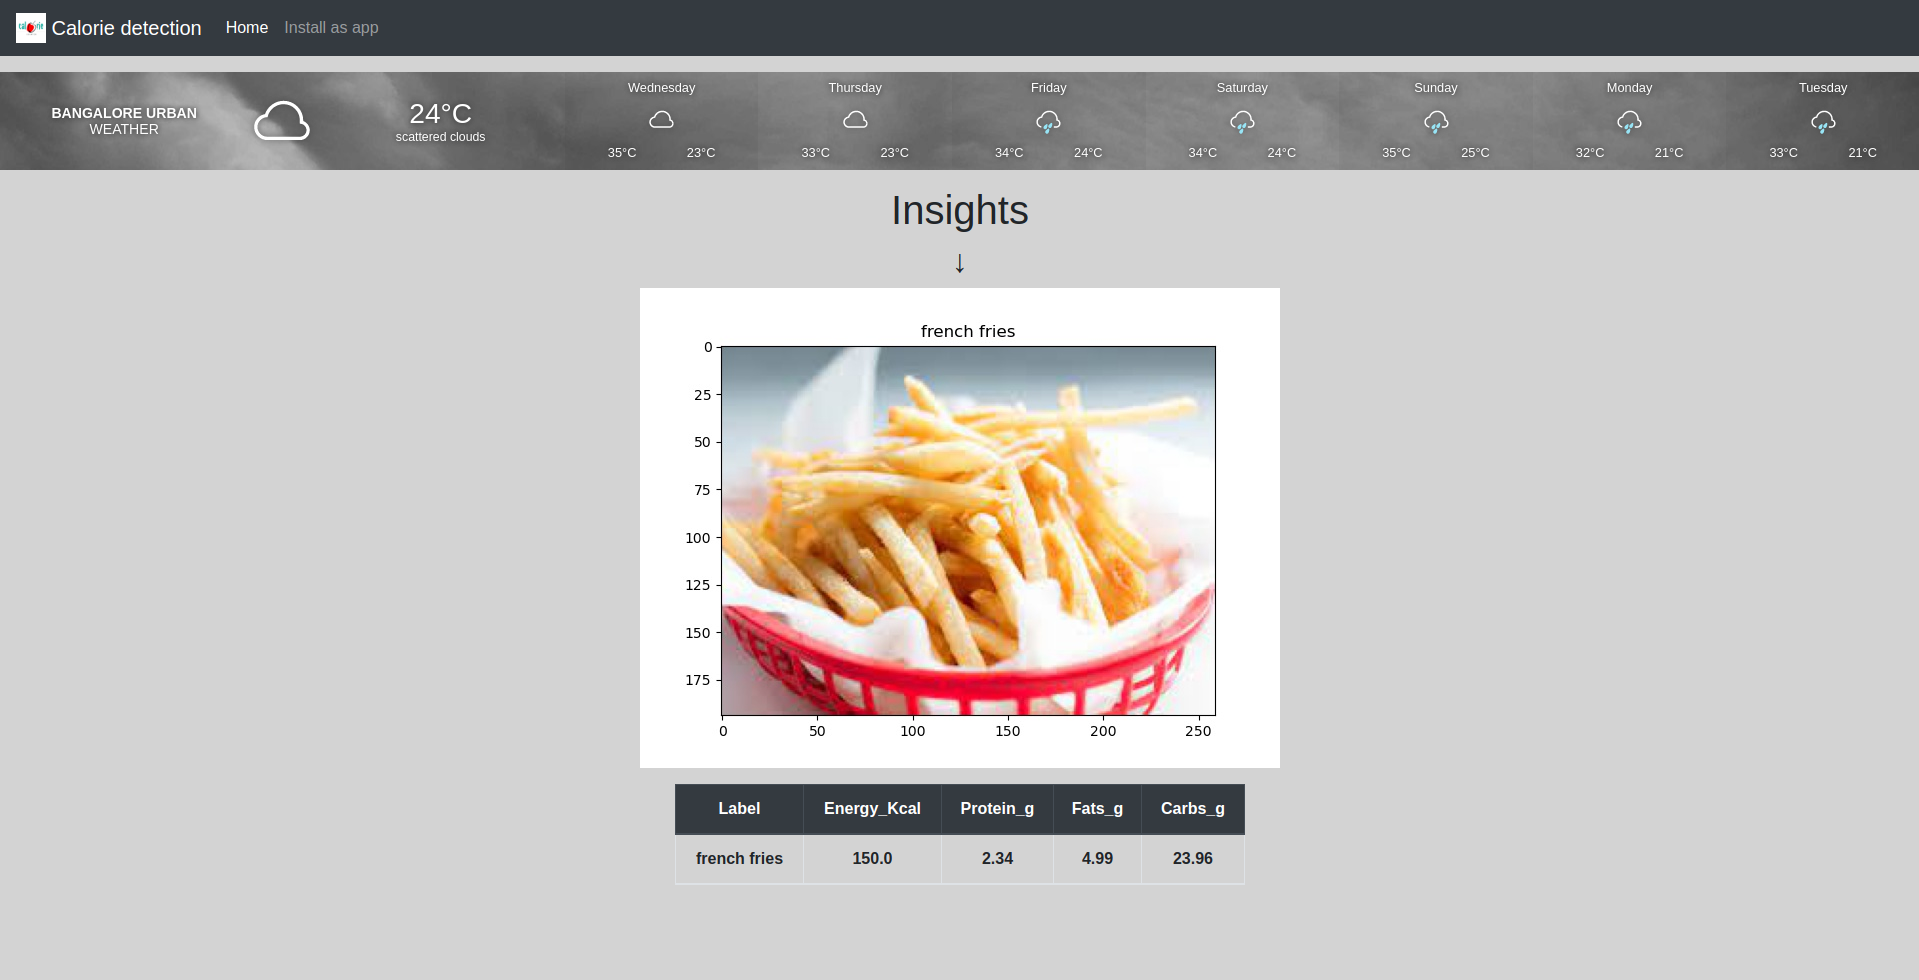 Calorie detection Home Install as app
BANGALORE URBAN
WEATHER
24°C
scattered clouds
Wednesday Thursday Friday Saturday Sunday Monday Tuesday
35°C 23°C 33°C 23°C 34°C 24°C 34°C 24°C 35°C 25°C 32°C 21°C 33°C 21°C
Insights
↓
french fries
0
25
50
75
100
125
150
175
0 50 100 150 200 250
Label Energy_Kcal Protein_g Fats_g Carbs_g
french fries 150.0 2.34 4.99 23.96